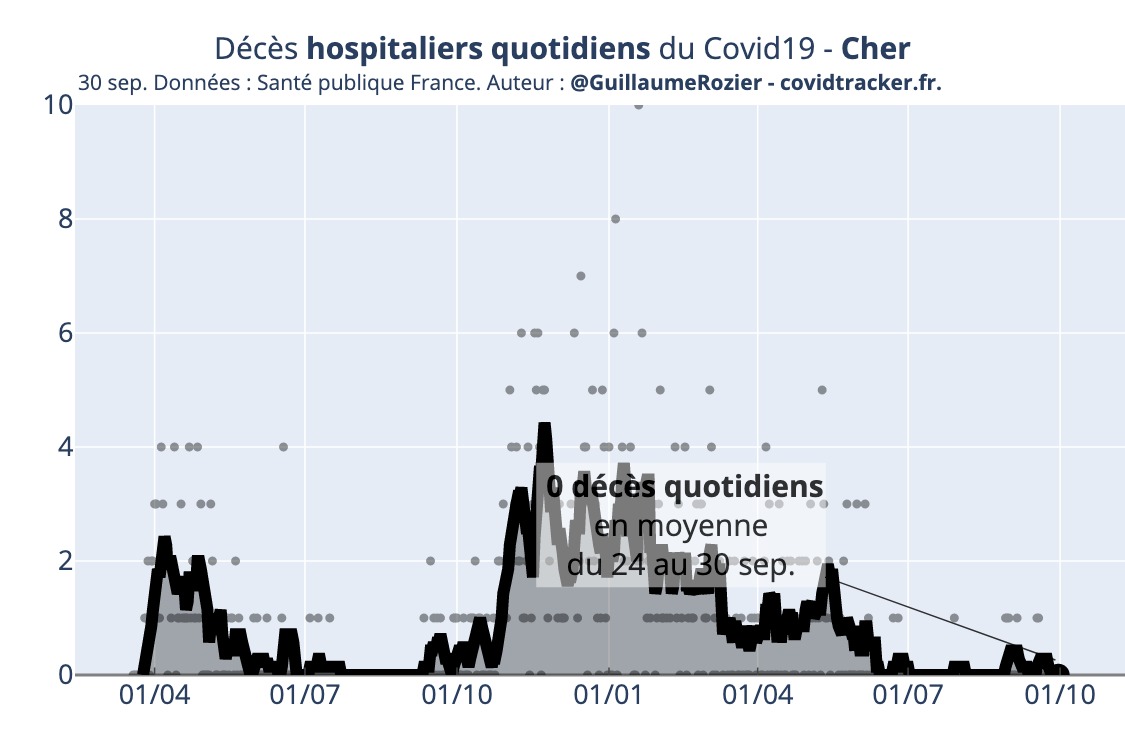 Décès hospitaliers quotidiens du Covid19 - Cher
30 sep. Données : Santé publique France. Auteur : @GuillaumeRozier - covidtracker.fr.
10
8
6
4
2
0
0 décès quotidiens
en moyenne
du 24 au 30 sep.
01/04 01/07 01/10 01/01 01/04 01/07 01/10